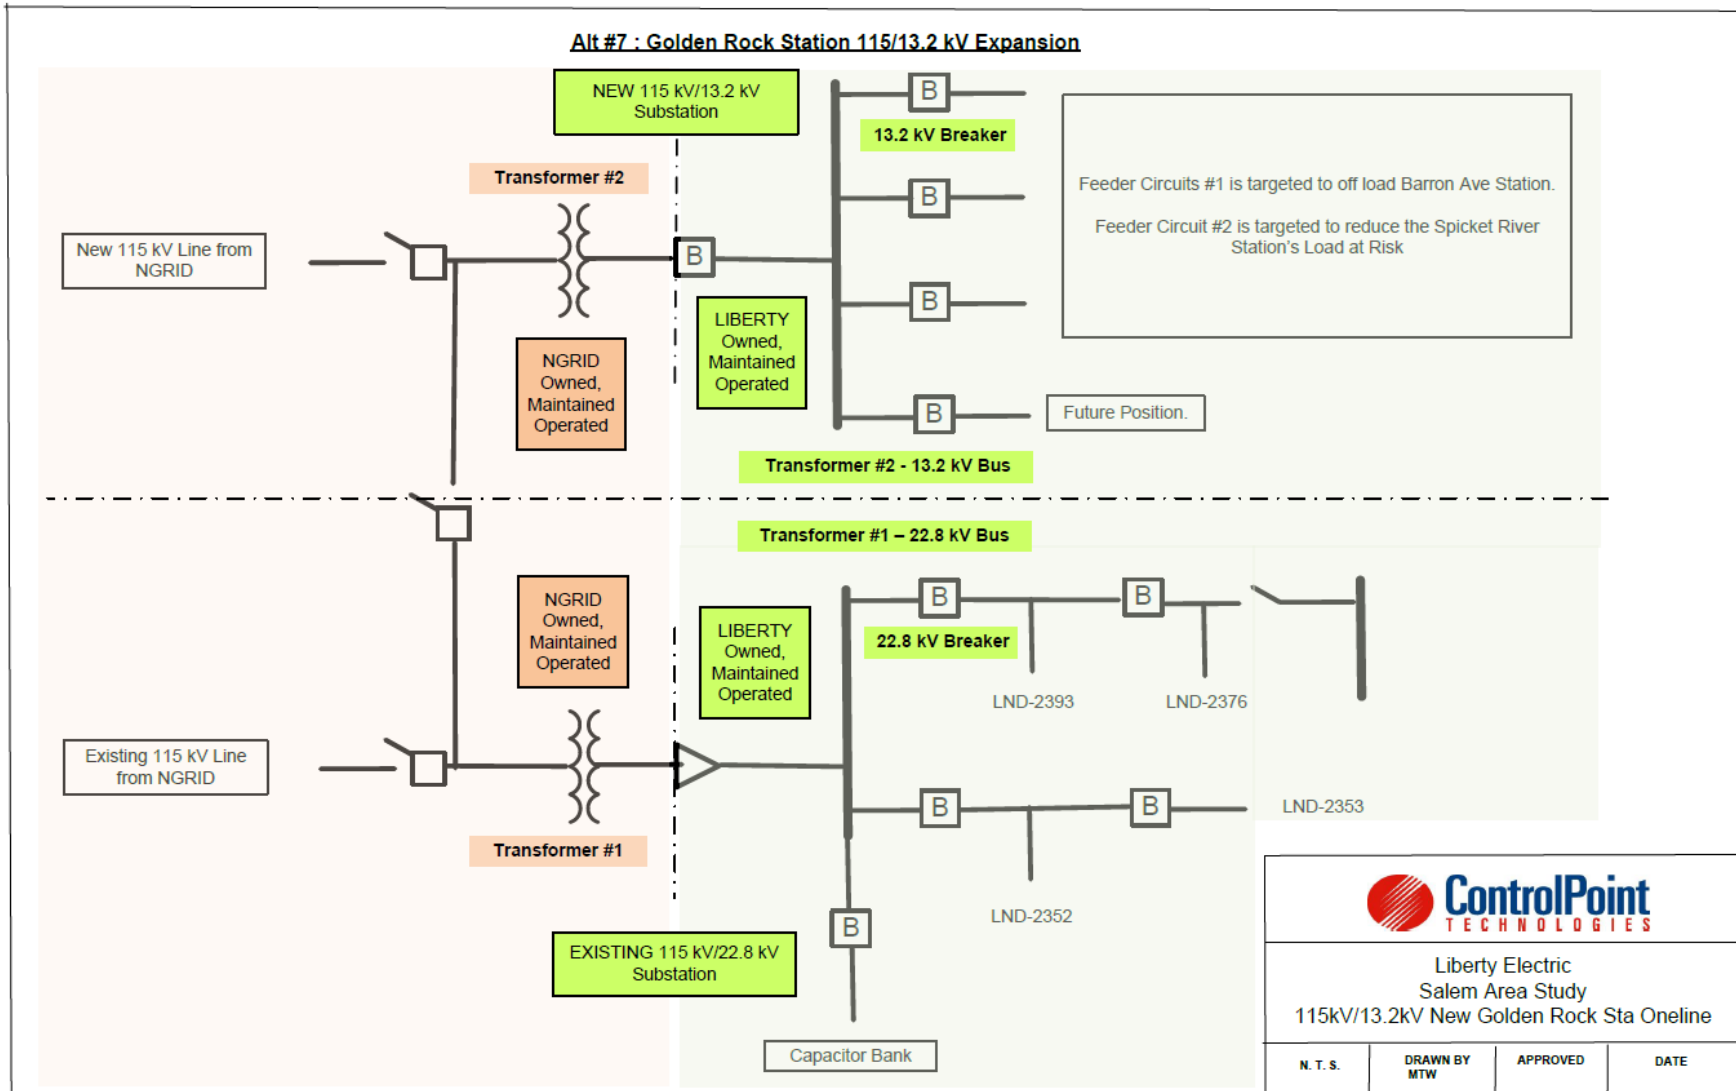 Alt #7 : Golden Rock Station 115/13.2 kV Expansion
NEW 115 kV/13.2 kV
Substation
B
13.2 kV Breaker
Transformer #2
B
Feeder Circuits #1 is targeted to off load Barron Ave Station.
Feeder Circuit #2 is targeted to reduce the Spicket River
Station's Load at Risk
New 115 kV Line from
NGRID
B
B
LIBERTY
Owned,
Maintained
Operated
NGRID
Owned,
Maintained
Operated
B
Future Position.
Transformer #2 - 13.2 kV Bus
Transformer #1 – 22.8 kV Bus
NGRID
Owned,
Maintained
Operated
LIBERTY
Owned,
Maintained
Operated
B
B
22.8 kV Breaker
LND-2393
LND-2376
Existing 115 kV Line
from NGRID
B
B
LND-2353
Transformer #1
LND-2352
B
EXISTING 115 kV/22.8 kV
Substation
Capacitor Bank
ControlPoint
TECHNOLOGIES
Liberty Electric
Salem Area Study
115kV/13.2kV New Golden Rock Sta Oneline
N. T. S.
DRAWN BY
MTW
APPROVED
DATE